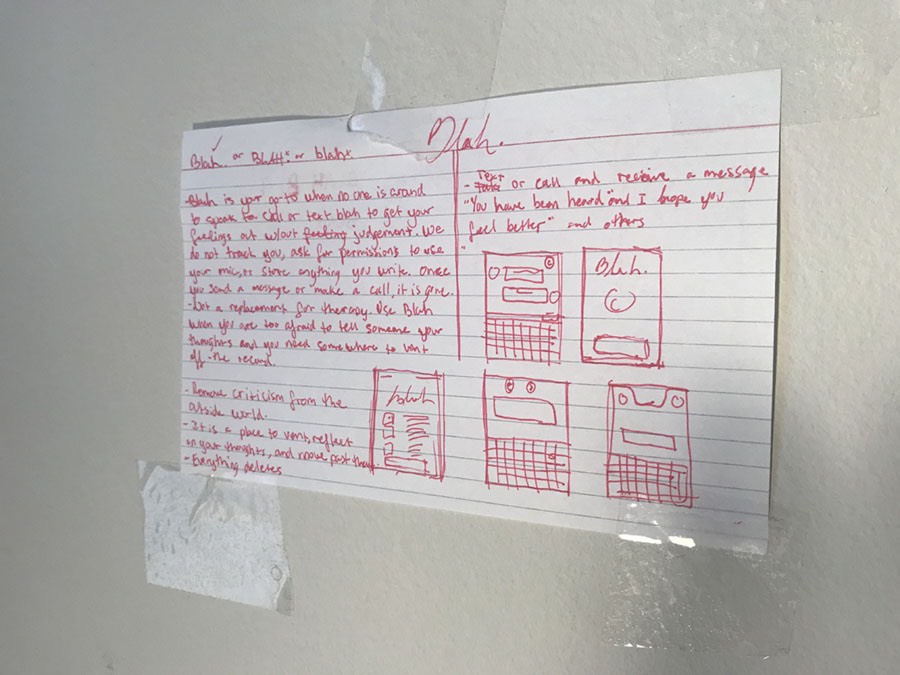 Blah.
Blah. or BLAH* or blah*
-Blah is your go-to when no one is around
to speak to. Call or text blah to get your
feelings out w/out feeling judgement. We
do not track you, ask for permissions to use
your mic, or store anything you write. Once
you send a message or make a call, it is gone.
-Not a replacement for therapy. Use Blah
when you are too afraid to tell someone your
thoughts and you need somewhere to vent
off-the record.
-Remove criticism from the
outside world.
-It is a place to vent, reflect
on your thoughts, and move past them
-Everything deletes
Text
- or call and receive a message
"You have been heard" and I hope you
feel better" and others
Blah.
blah